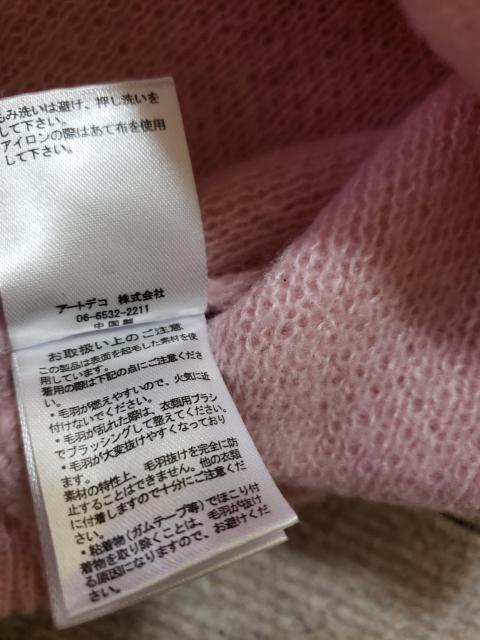 もみ洗いは避け、押し洗いを
して下さい。
アイロンの際はあて布を使用
して下さい。
アートデコ 株式会社
06-6532-2211
中国製
お取扱い上のご注意
この製品は表面を起毛した素材を使
用しています。
着用の際は下記の点にご注意くださ
い。
・毛羽が燃えやすいので、火気に近
付けないでください。
・毛羽が乱れた際は、衣類用ブラシ
でブラッシングして整えてください。
・毛羽が大変抜けやすくなっており
ます。
素材の特性上、毛羽抜けを完全に防
止することはできません。他の衣類
に付着しますので十分にご注意くだ
さい。
・粘着物(ガムテープ等)でほこり付
着物を取り除くことは、毛羽が抜け
る原因になりますので、お避けくだ
さい。